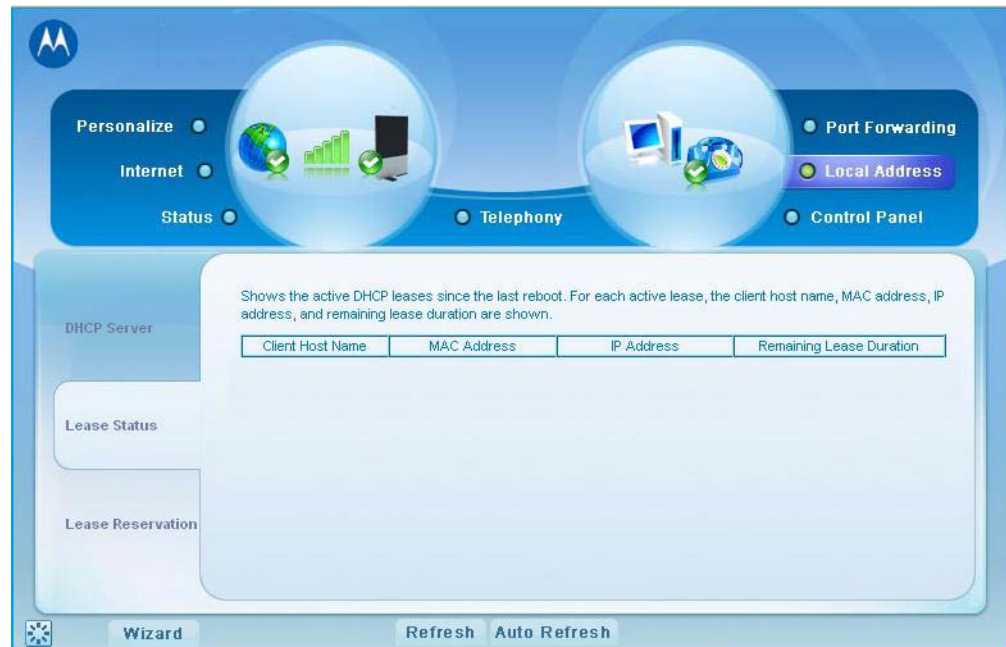 Personalize
Internet
Status
Telephony
Port Forwarding
Local Address
Control Panel
DHCP Server
Lease Status
Lease Reservation
Shows the active DHCP leases since the last reboot. For each active lease, the client host name, MAC address, IP
address, and remaining lease duration are shown.
Client Host Name MAC Address IP Address Remaining Lease Duration
Wizard Refresh Auto Refresh